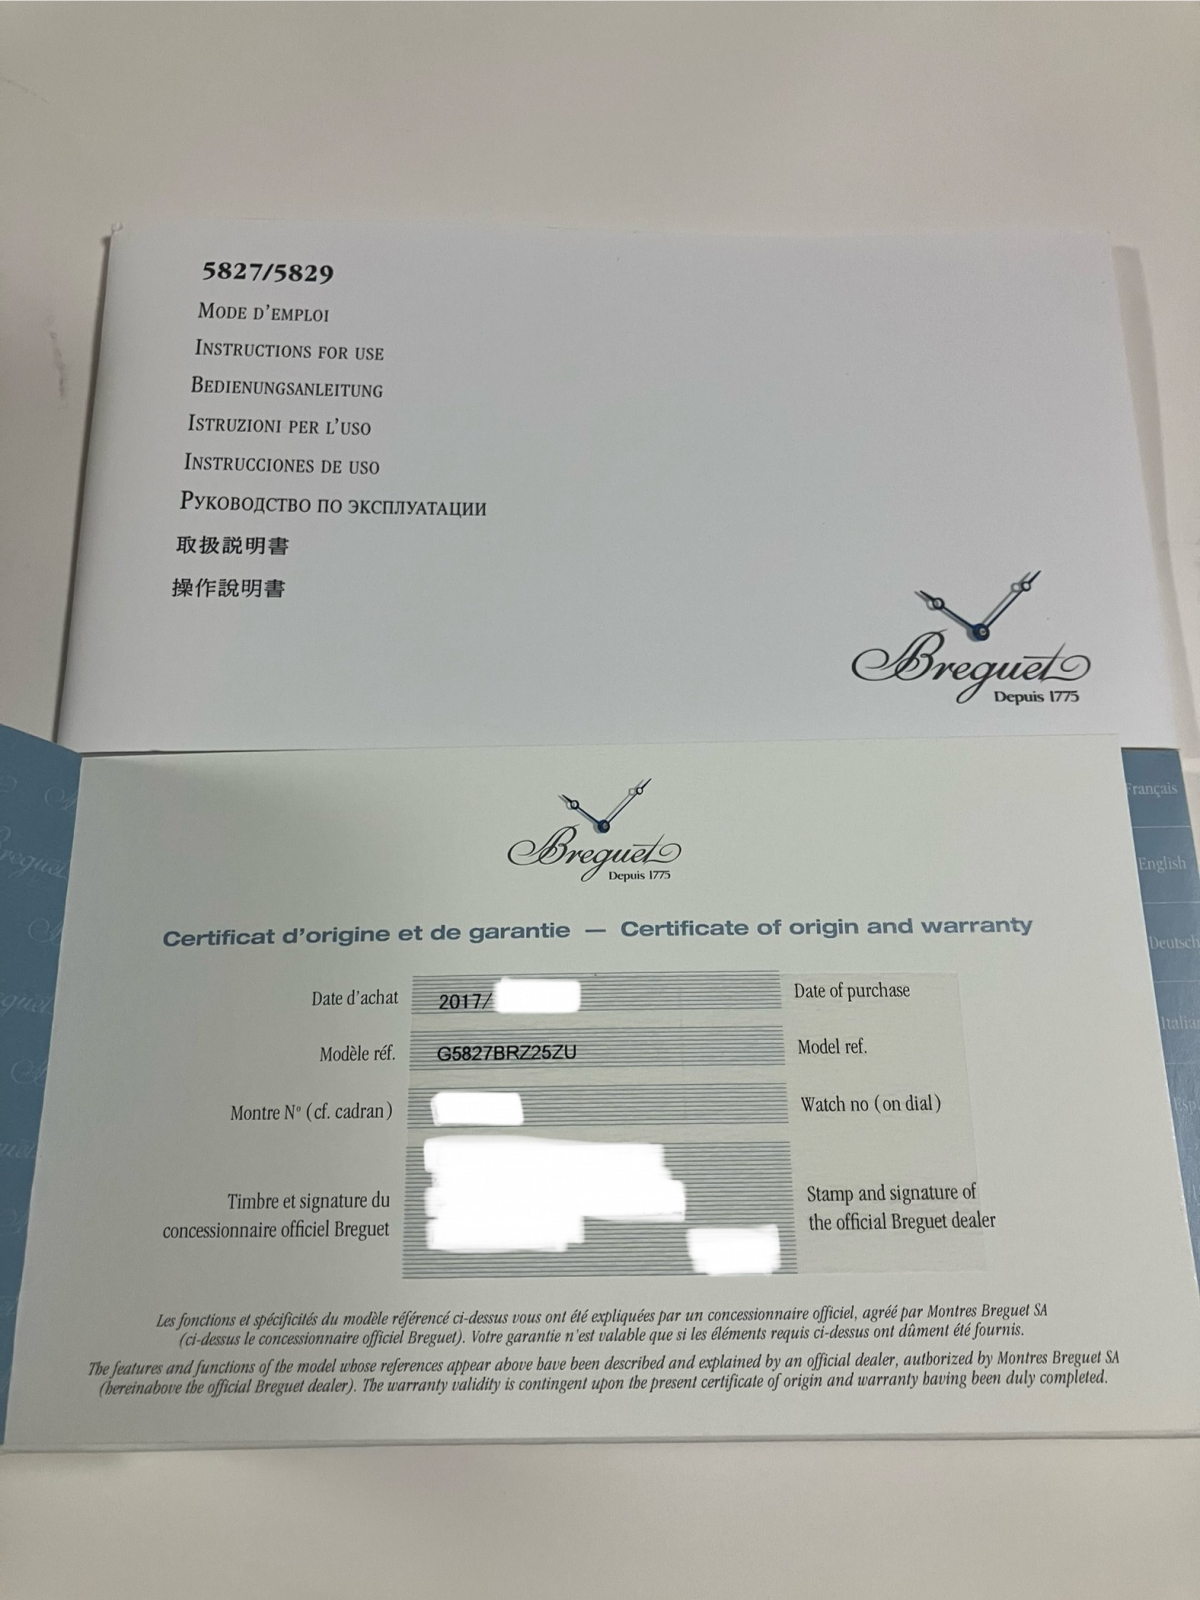 5827/5829
MODE D'EMPLOI
INSTRUCTIONS FOR USE
BEDIENUNGSANLEITUNG
ISTRUZIONI PER L'USO
INSTRUCCIONES DE USO
РУКОВОДСТВО ПО ЭКСПЛУАТАЦИИ
取扱説明書
操作說明書
Breguet
Depuis 1775
Breguet
Depuis 1775
Certificat d'origine et de garantie — Certificate of origin and warranty
Date d'achat 2017/ Date of purchase
Modèle réf. G5827BRZ25ZU Model ref.
Montre Nº (cf. cadran) Watch no (on dial)
Timbre et signature du
concessionnaire officiel Breguet
Stamp and signature of
the official Breguet dealer
Les fonctions et spécificités du modèle référencé ci-dessus vous ont été expliquées par un concessionnaire officiel, agréé par Montres Breguet SA
(ci-dessus le concessionnaire officiel Breguet). Votre garantie n'est valable que si les éléments requis ci-dessus ont dûment été fournis.
The features and functions of the model whose references appear above have been described and explained by an official dealer, authorized by Montres Breguet SA
(hereinabove the official Breguet dealer). The warranty validity is contingent upon the present certificate of origin and warranty having been duly completed.
Français
English
Deutsch